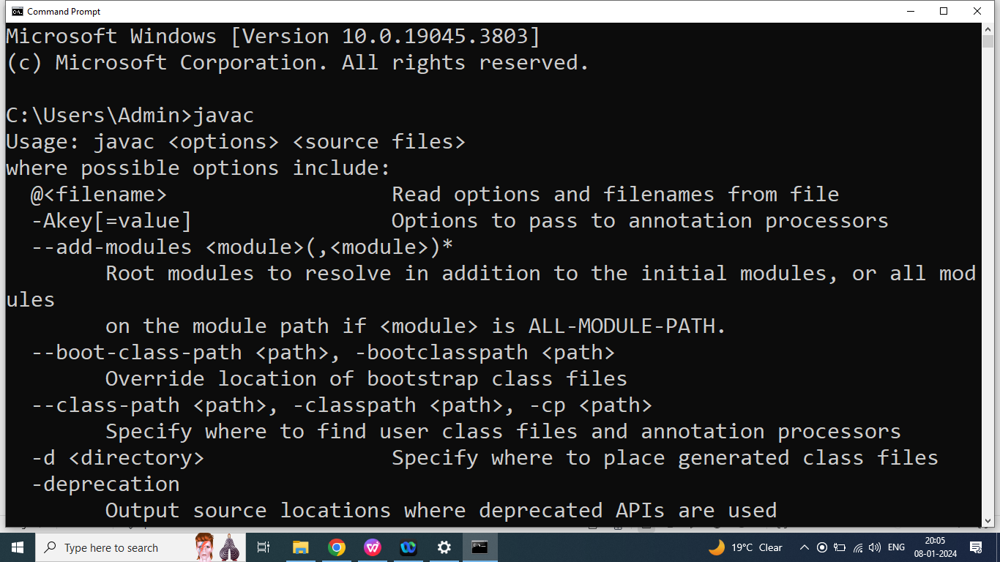 Command Prompt
Microsoft Windows [Version 10.0.19045.3803]
(c) Microsoft Corporation. All rights reserved.
C:\Users\Admin>javac
Usage: javac <options> <source files>
where possible options include:
  @<filename>                  Read options and filenames from file
  -Akey[=value]                Options to pass to annotation processors
  --add-modules <module>(,<module>)*
        Root modules to resolve in addition to the initial modules, or all mod
ules
        on the module path if <module> is ALL-MODULE-PATH.
  --boot-class-path <path>, -bootclasspath <path>
        Override location of bootstrap class files
  --class-path <path>, -classpath <path>, -cp <path>
        Specify where to find user class files and annotation processors
  -d <directory>               Specify where to place generated class files
  -deprecation
        Output source locations where deprecated APIs are used
Type here to search
19°C Clear
ENG
20:05
08-01-2024